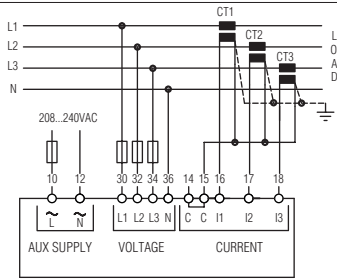 CT1
L1
CT2
L2
CT3
L3
N
L
O
A
D
208...240VAC
10 12 30 32 34 36 14 15 16 17 18
L N L1 L2 L3 N C C I1 I2 I3
AUX SUPPLY VOLTAGE CURRENT